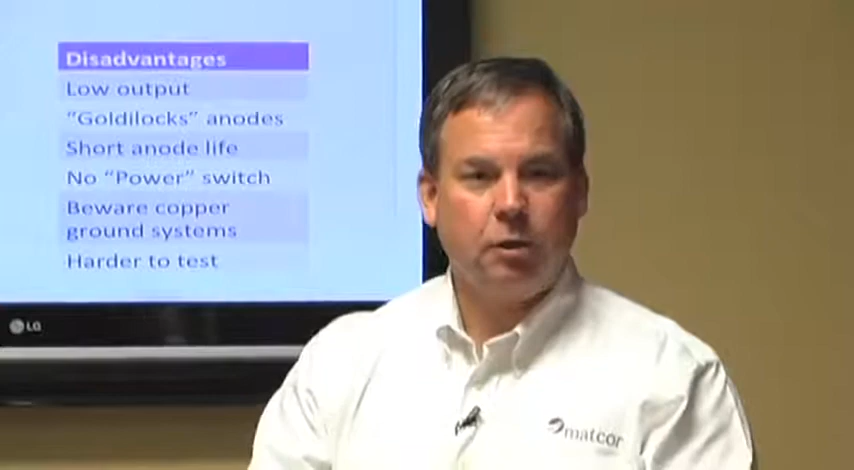 Disadvantages
Low output
“Goldilocks” anodes
Short anode life
No “Power” switch
Beware copper
ground systems
Harder to test
LG
matcor